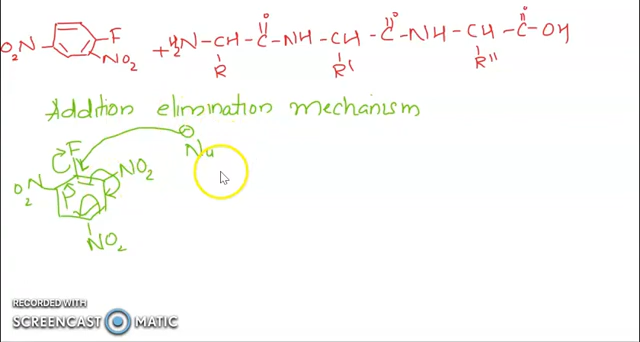 O₂N F NO₂ + H₂N-CH-C-NH-CH-C-NH-CH-C-OH
O O O
R R' R''
Addition elimination mechanism
F Nu
O₂N NO₂
NO₂
RECORDED WITH
SCREENCAST MATIC